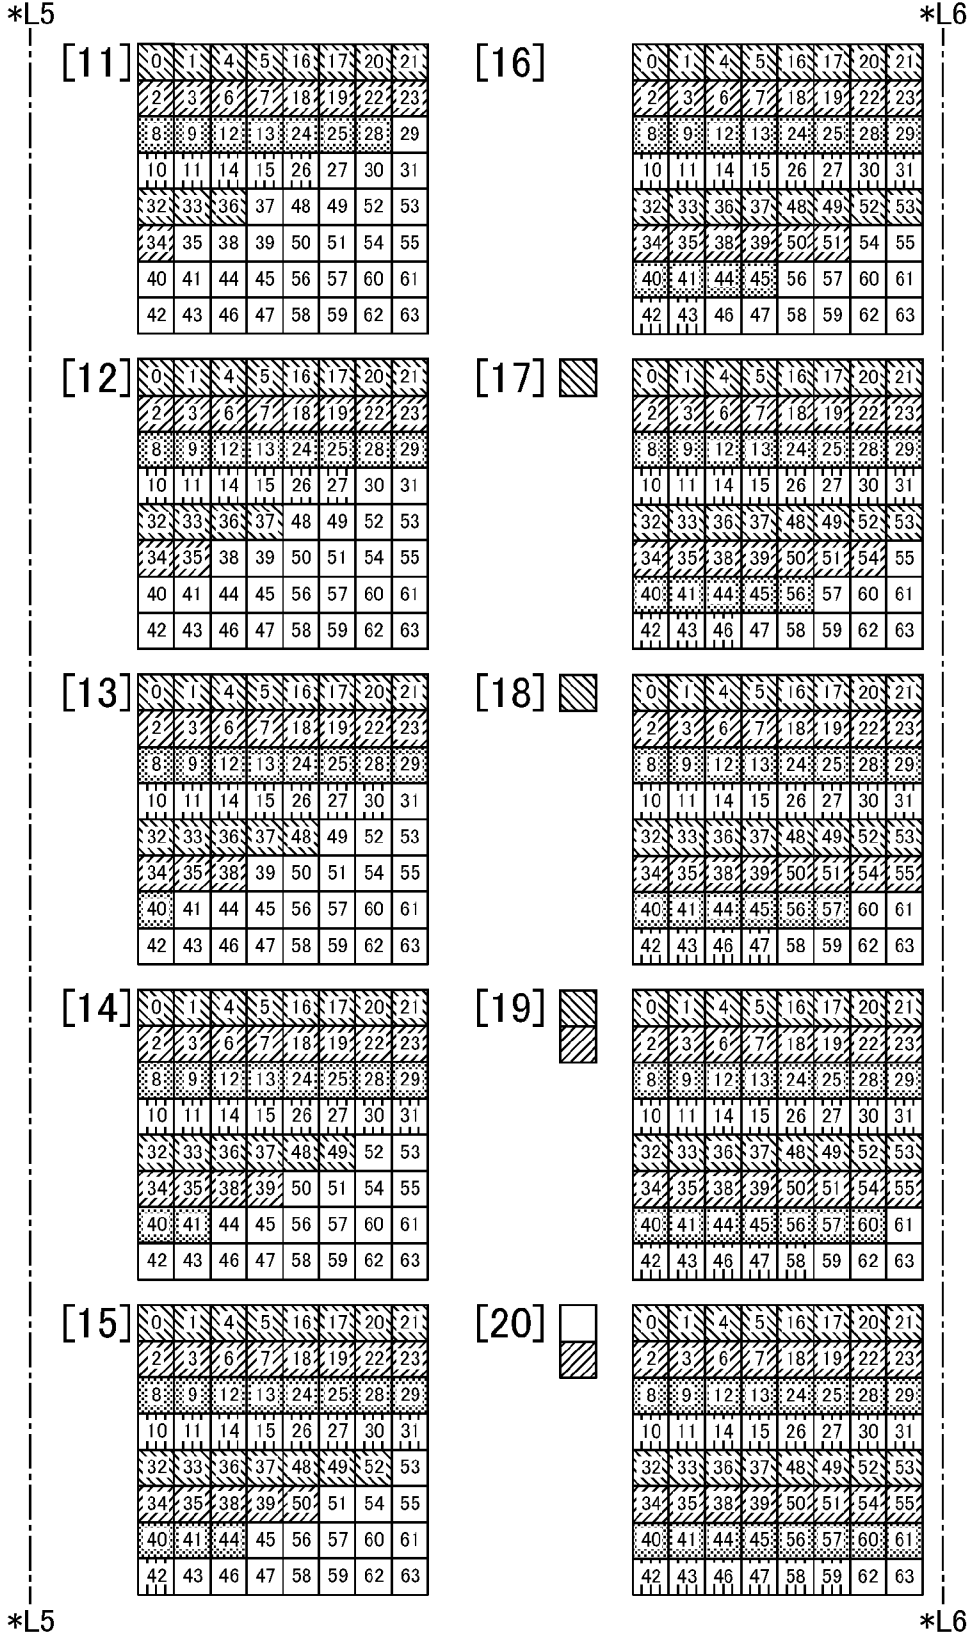 *L5 *L6
[11]
0 1 4 5 16 17 20 21
2 3 6 7 18 19 22 23
8 9 12 13 24 25 28 29
10 11 14 15 26 27 30 31
32 33 36 37 48 49 52 53
34 35 38 39 50 51 54 55
40 41 44 45 56 57 60 61
42 43 46 47 58 59 62 63
[12]
0 1 4 5 16 17 20 21
2 3 6 7 18 19 22 23
8 9 12 13 24 25 28 29
10 11 14 15 26 27 30 31
32 33 36 37 48 49 52 53
34 35 38 39 50 51 54 55
40 41 44 45 56 57 60 61
42 43 46 47 58 59 62 63
[13]
0 1 4 5 16 17 20 21
2 3 6 7 18 19 22 23
8 9 12 13 24 25 28 29
10 11 14 15 26 27 30 31
32 33 36 37 48 49 52 53
34 35 38 39 50 51 54 55
40 41 44 45 56 57 60 61
42 43 46 47 58 59 62 63
[14]
0 1 4 5 16 17 20 21
2 3 6 7 18 19 22 23
8 9 12 13 24 25 28 29
10 11 14 15 26 27 30 31
32 33 36 37 48 49 52 53
34 35 38 39 50 51 54 55
40 41 44 45 56 57 60 61
42 43 46 47 58 59 62 63
[15]
0 1 4 5 16 17 20 21
2 3 6 7 18 19 22 23
8 9 12 13 24 25 28 29
10 11 14 15 26 27 30 31
32 33 36 37 48 49 52 53
34 35 38 39 50 51 54 55
40 41 44 45 56 57 60 61
42 43 46 47 58 59 62 63
[16]
0 1 4 5 16 17 20 21
2 3 6 7 18 19 22 23
8 9 12 13 24 25 28 29
10 11 14 15 26 27 30 31
32 33 36 37 48 49 52 53
34 35 38 39 50 51 54 55
40 41 44 45 56 57 60 61
42 43 46 47 58 59 62 63
[17]
0 1 4 5 16 17 20 21
2 3 6 7 18 19 22 23
8 9 12 13 24 25 28 29
10 11 14 15 26 27 30 31
32 33 36 37 48 49 52 53
34 35 38 39 50 51 54 55
40 41 44 45 56 57 60 61
42 43 46 47 58 59 62 63
[18]
0 1 4 5 16 17 20 21
2 3 6 7 18 19 22 23
8 9 12 13 24 25 28 29
10 11 14 15 26 27 30 31
32 33 36 37 48 49 52 53
34 35 38 39 50 51 54 55
40 41 44 45 56 57 60 61
42 43 46 47 58 59 62 63
[19]
0 1 4 5 16 17 20 21
2 3 6 7 18 19 22 23
8 9 12 13 24 25 28 29
10 11 14 15 26 27 30 31
32 33 36 37 48 49 52 53
34 35 38 39 50 51 54 55
40 41 44 45 56 57 60 61
42 43 46 47 58 59 62 63
[20]
0 1 4 5 16 17 20 21
2 3 6 7 18 19 22 23
8 9 12 13 24 25 28 29
10 11 14 15 26 27 30 31
32 33 36 37 48 49 52 53
34 35 38 39 50 51 54 55
40 41 44 45 56 57 60 61
42 43 46 47 58 59 62 63
*L5 *L6